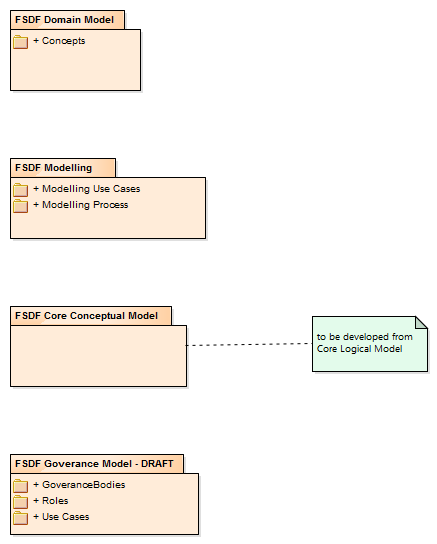 FSDF Domain Model
+ Concepts
FSDF Modelling
+ Modelling Use Cases
+ Modelling Process
FSDF Core Conceptual Model
to be developed from
Core Logical Model
FSDF Goverance Model - DRAFT
+ GoveranceBodies
+ Roles
+ Use Cases